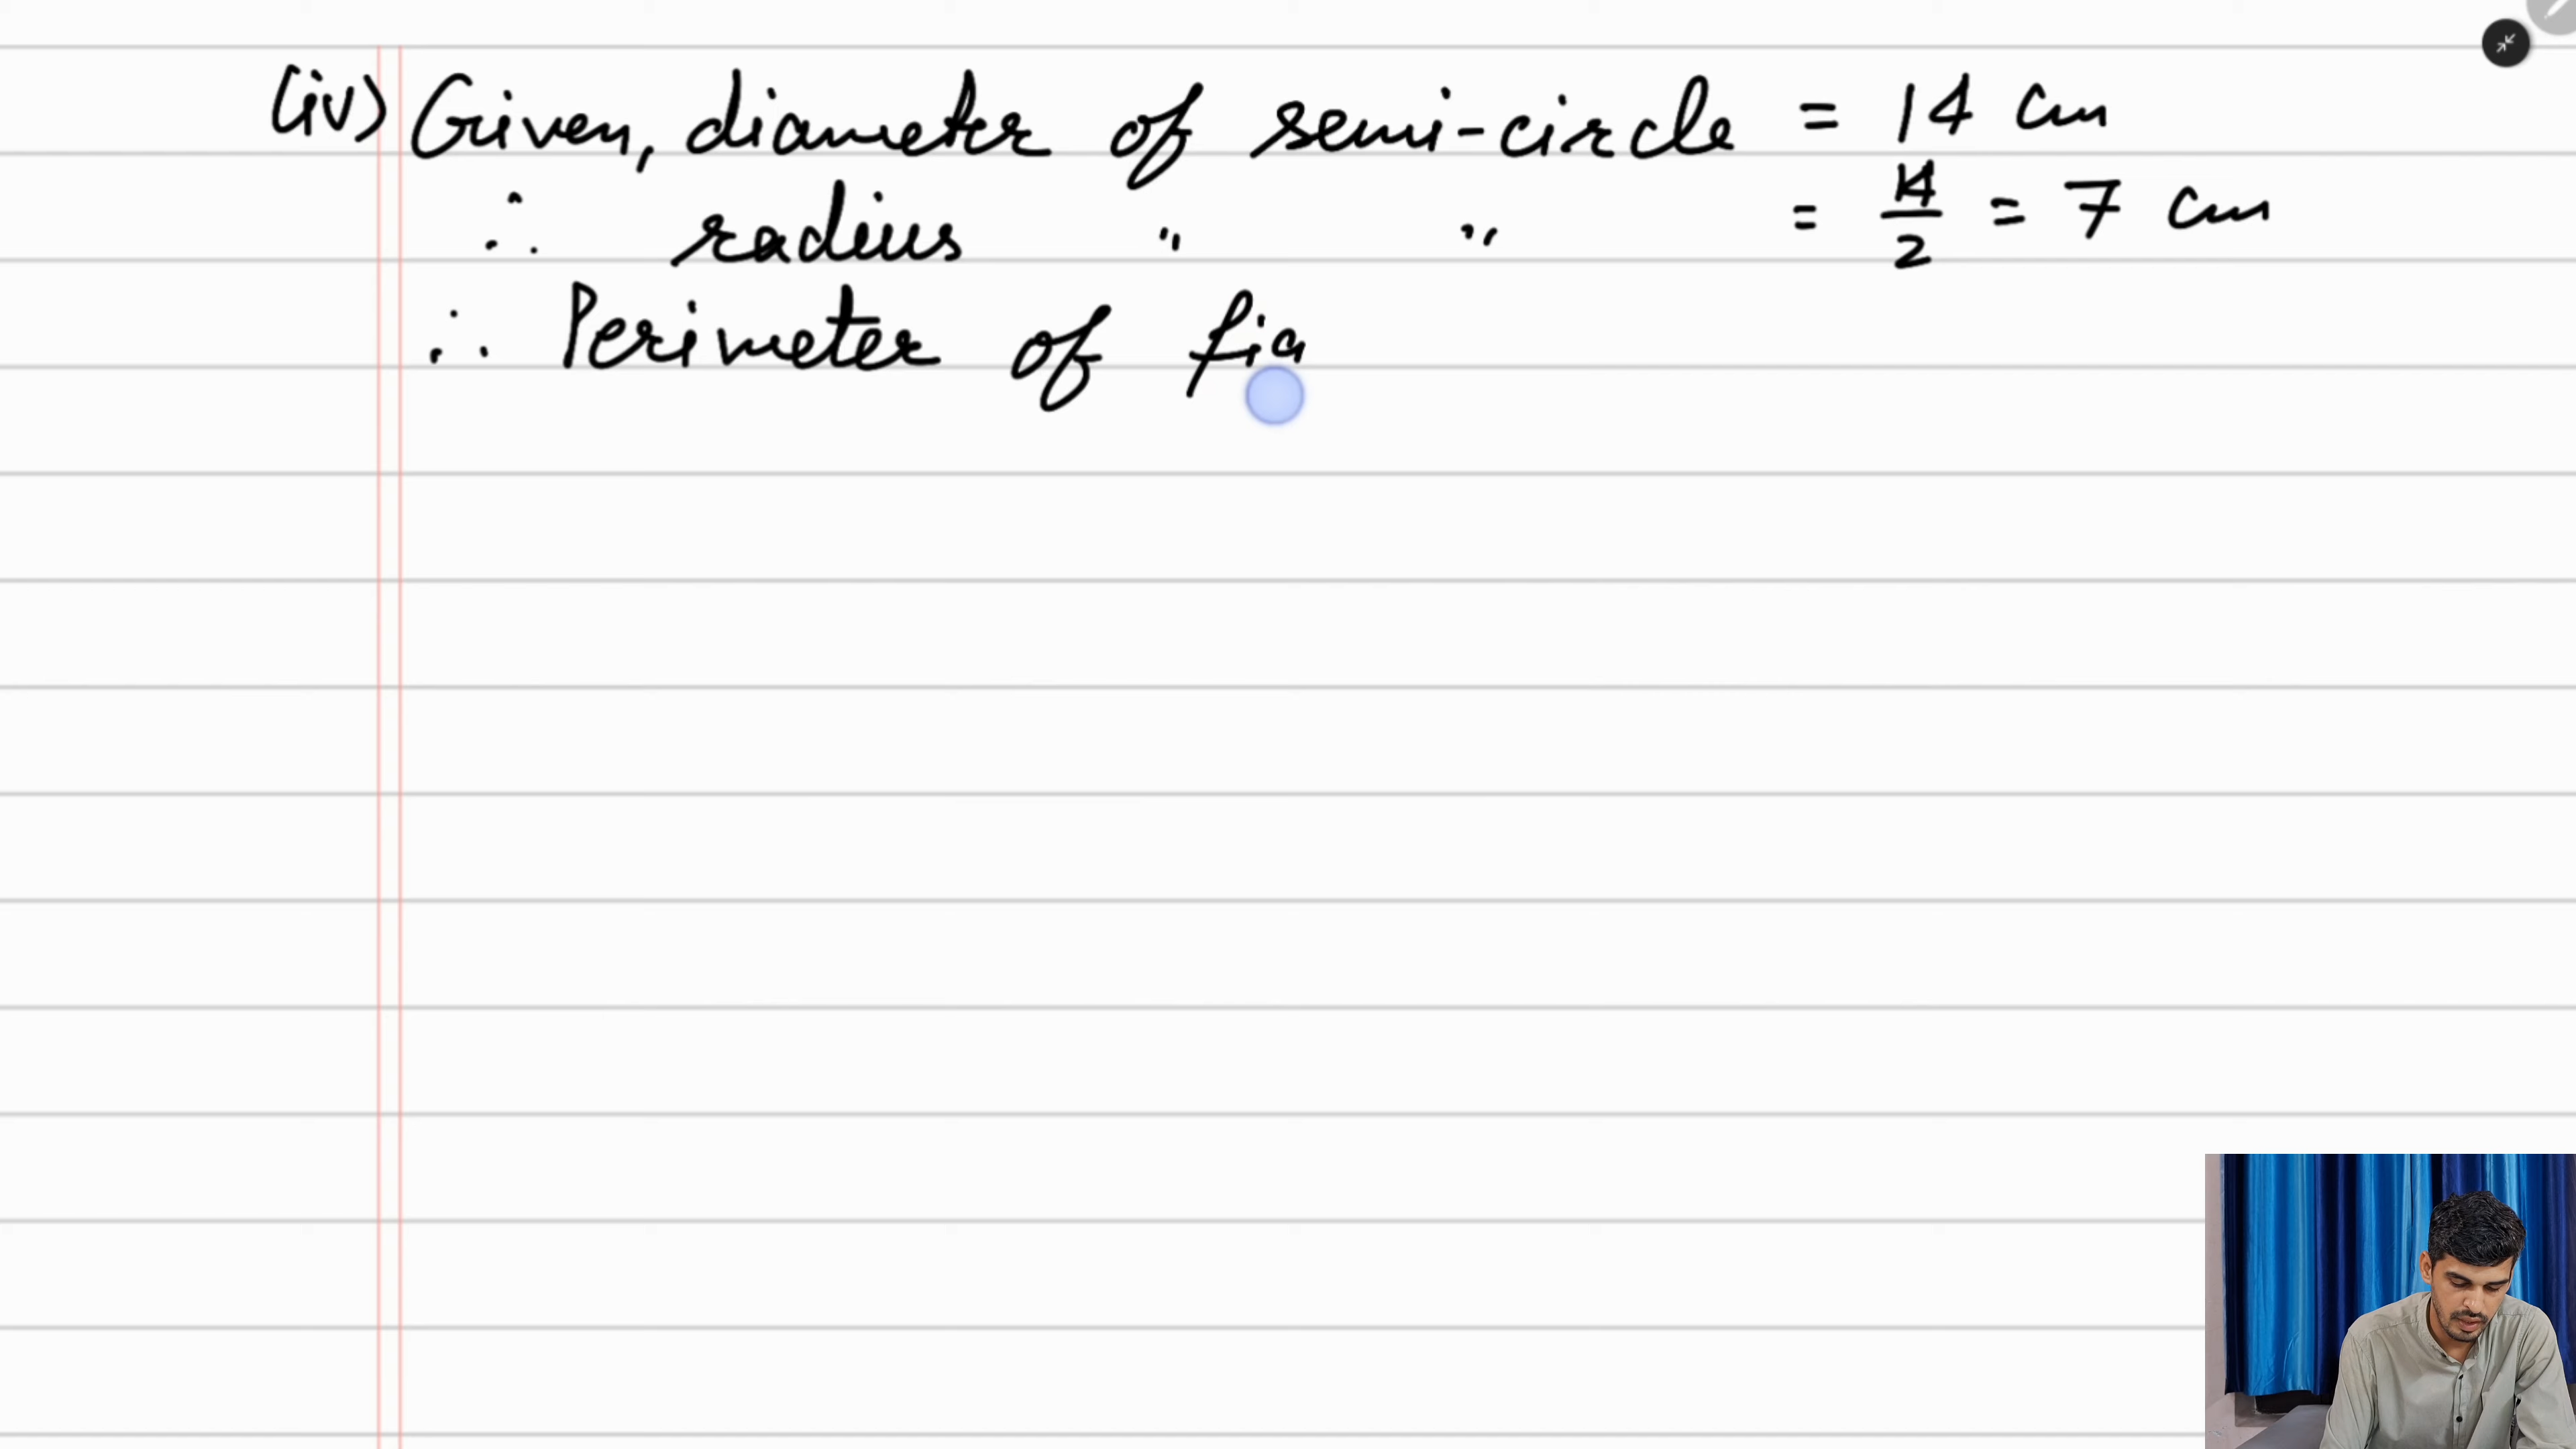 (iv) Given, diameter of semi-circle = 14 cm
∴ radius " " = 14/2 = 7 cm
∴ Perimeter of fig